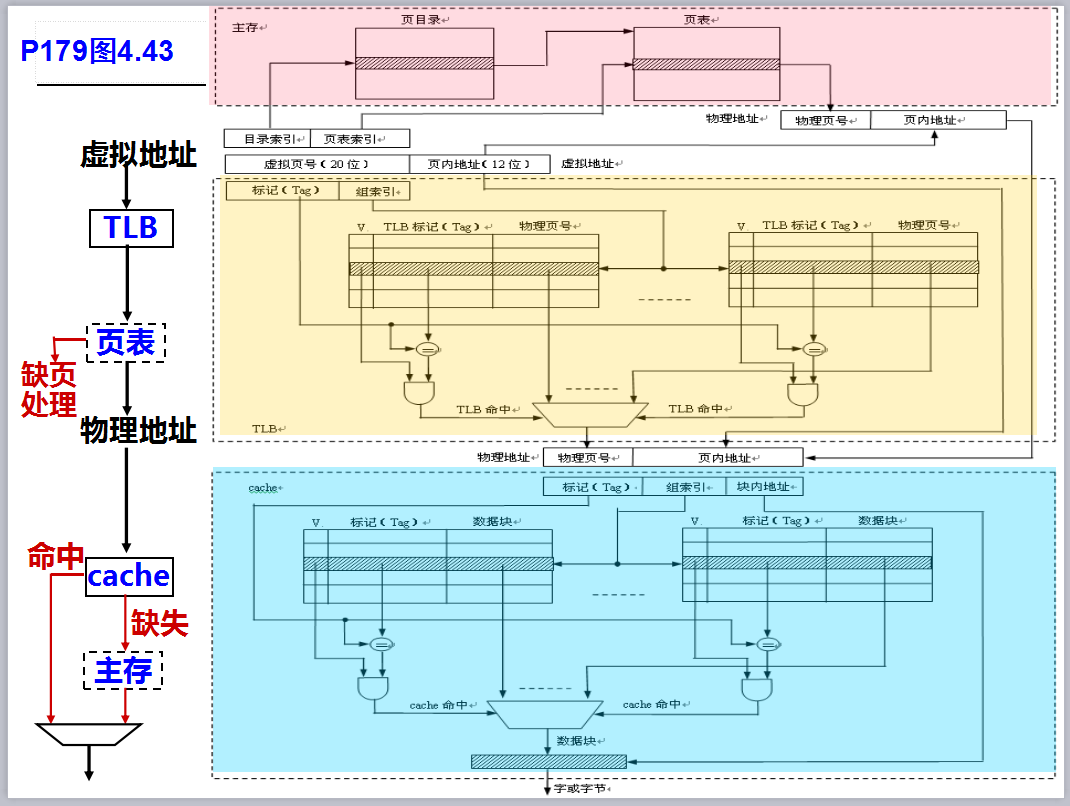 P179图4.43
虚拟地址
TLB
页表
缺页
处理
物理地址
命中
cache
缺失
主存
主存
页目录
页表
物理地址
物理页号
页内地址
目录索引
页表索引
虚拟页号（20 位）
页内地址（12 位）
虚拟地址
标记（Tag）
组索引
V
TLB 标记（Tag）
物理页号
V
TLB 标记（Tag）
物理页号
=
=
TLB 命中
TLB 命中
TLB
物理地址
物理页号
页内地址
cache
标记（Tag）
组索引
块内地址
V
标记（Tag）
数据块
V
标记（Tag）
数据块
=
=
cache 命中
cache 命中
数据块
字或字节